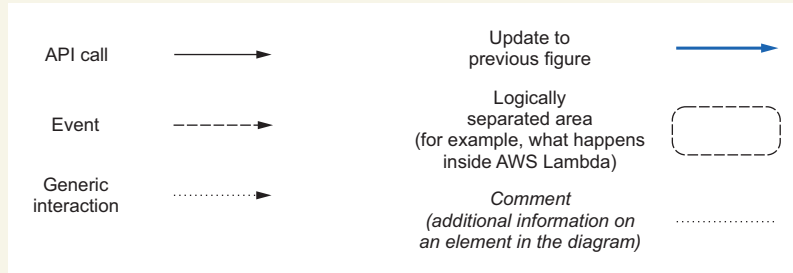 API call
Event
Generic
interaction
Update to
previous figure
Logically
separated area
(for example, what happens
inside AWS Lambda)
Comment
(additional information on
an element in the diagram)